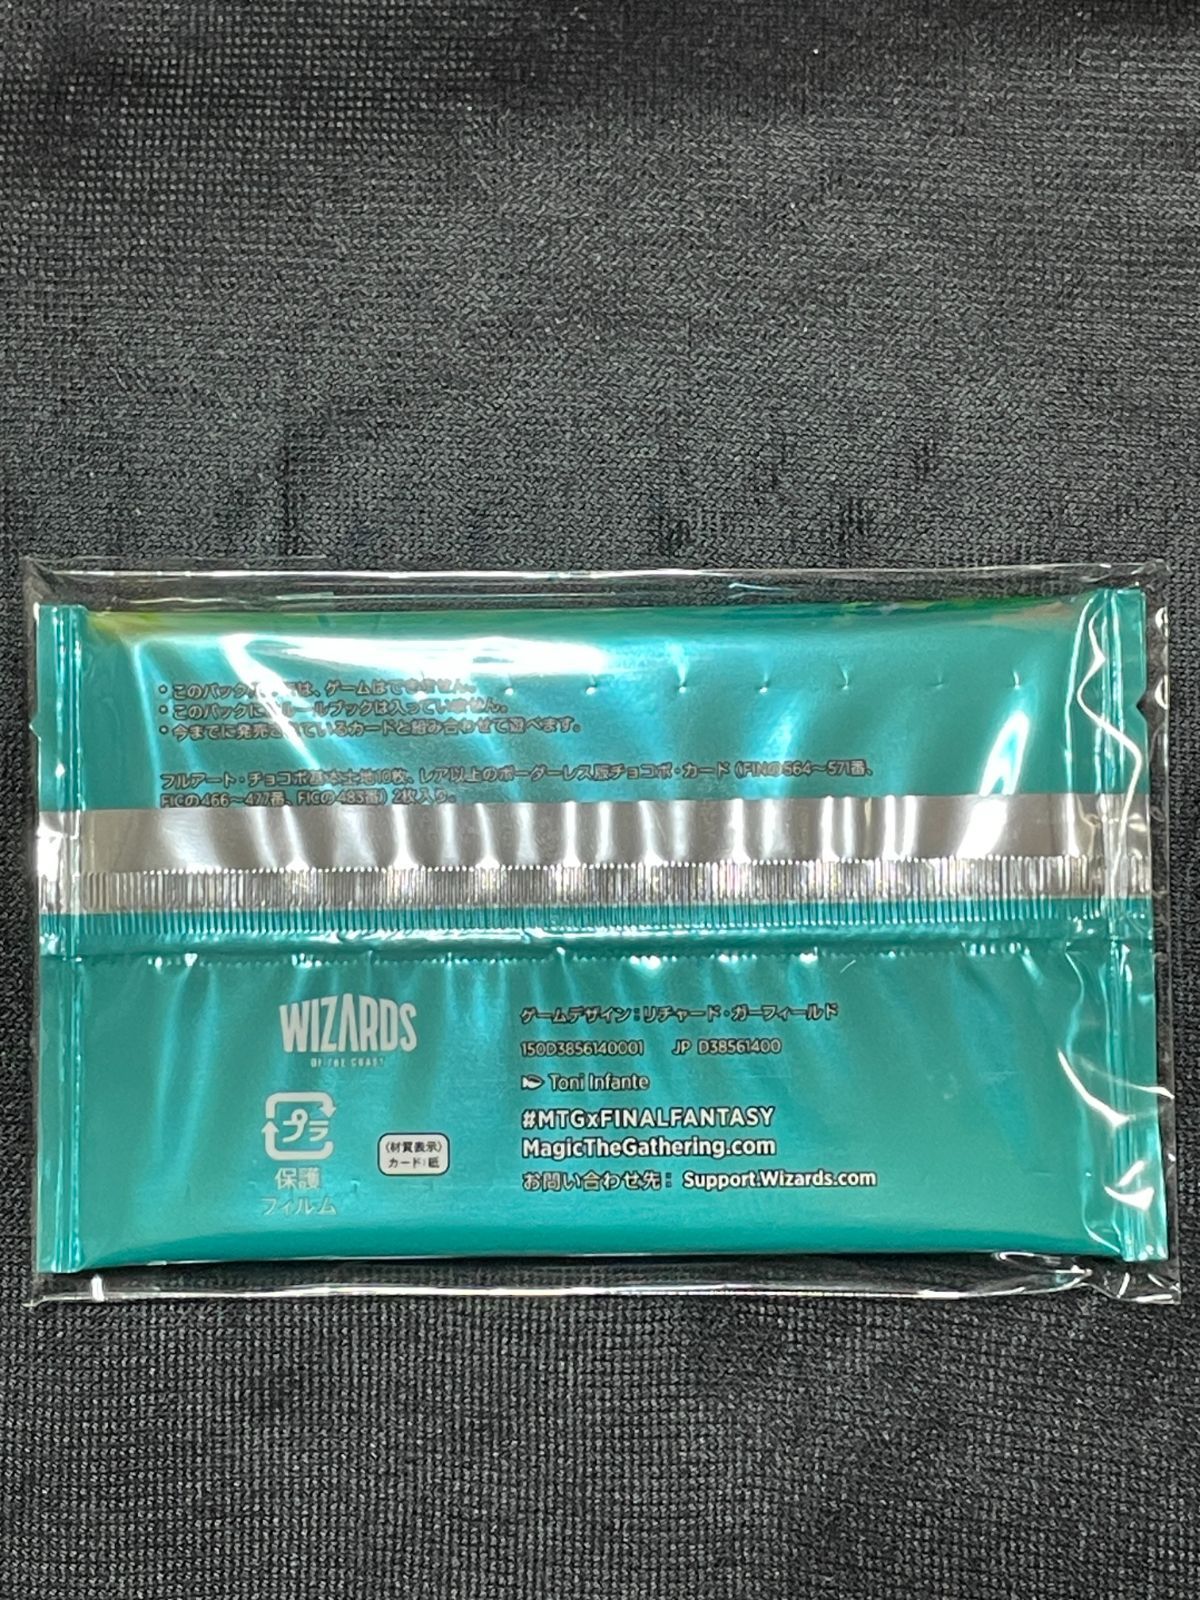 ・このパックだけでは、ゲームはできません。
・このパックにはルールブックは入っていません。
・今までに発売されているカードと組み合わせて遊べます。
フルアート・チョコボ基本土地10枚、レア以上のボーダーレス版チョコボ・カード（FINの564～571番、
FICの466～477番、FICの483番）2枚入り。
WIZARDS
OF THE COAST
ゲームデザイン：リチャード・ガーフィールド
150D3856140001 JP D38561400
Toni Infante
#MTGxFINALFANTASY
MagicTheGathering.com
お問い合わせ先：Support.Wizards.com
プラ
保護
フィルム
〈材質表示〉
カード：紙